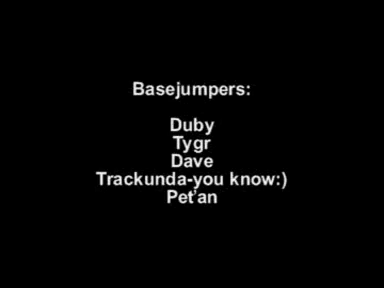 Basejumpers:
Duby
Tygr
Dave
Trackunda-you know:)
Peťan